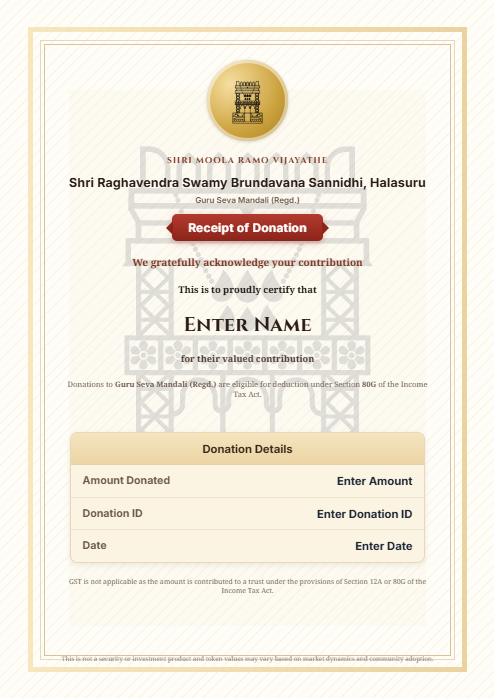 SHRI MOOLA RAMO VIJAYATHE
Shri Raghavendra Swamy Brundavana Sannidhi, Halasuru
Guru Seva Mandali (Regd.)
Receipt of Donation
We gratefully acknowledge your contribution
This is to proudly certify that
Enter Name
for their valued contribution
Donations to Guru Seva Mandali (Regd.) are eligible for deduction under Section 80G of the Income
Tax Act.
Donation Details
Amount Donated Enter Amount
Donation ID Enter Donation ID
Date Enter Date
GST is not applicable as the amount is contributed to a trust under the provisions of Section 12A or 80G of the
Income Tax Act.
This is not a security or investment product and token values may vary based on market dynamics and community adoption.